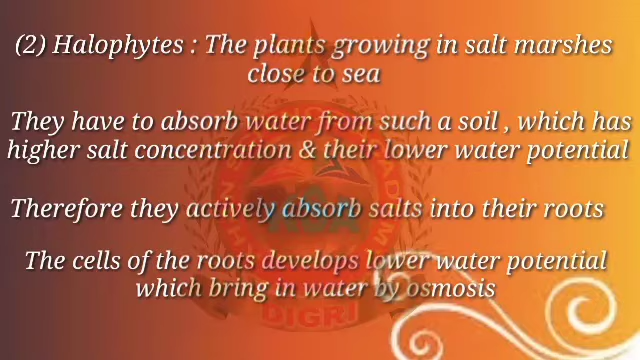 (2) Halophytes : The plants growing in salt marshes
close to sea
They have to absorb water from such a soil , which has
higher salt concentration & their lower water potential
Therefore they actively absorb salts into their roots
The cells of the roots develops lower water potential
which bring in water by osmosis
DIGRI